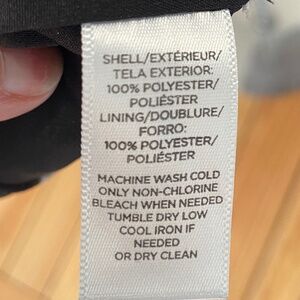 SHELL/EXTÉRIEUR/
TELA EXTERIOR:
100% POLYESTER/
POLIÉSTER
LINING/DOUBLURE/
FORRO:
100% POLYESTER/
POLIÉSTER
MACHINE WASH COLD
ONLY NON-CHLORINE
BLEACH WHEN NEEDED
TUMBLE DRY LOW
COOL IRON IF
NEEDED
OR DRY CLEAN